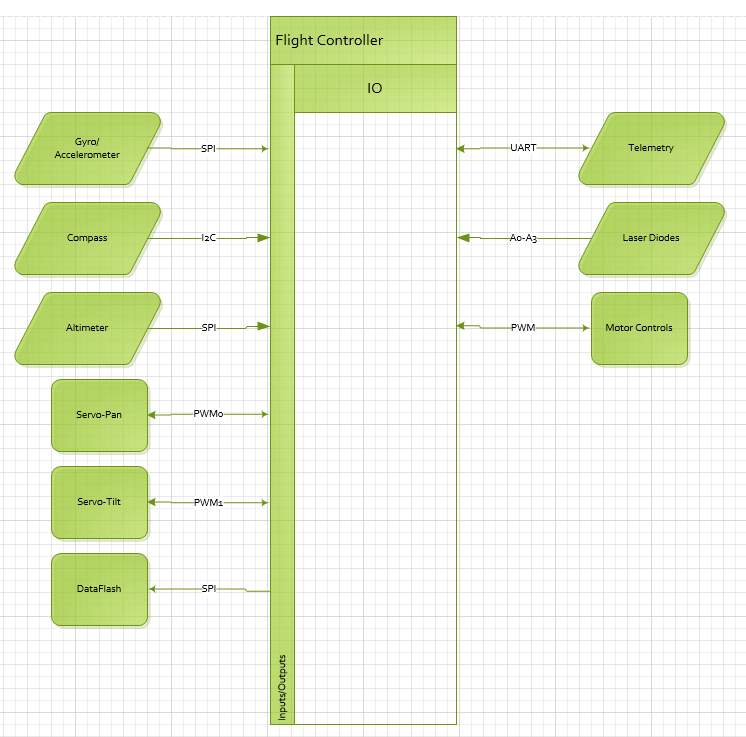 Flight Controller
IO
Gyro/
Accelerometer
SPI
UART
Telemetry
Compass
I2C
A0-A3
Laser Diodes
Altimeter
SPI
PWM
Motor Controls
Servo-Pan
PWM0
Servo-Tilt
PWM1
DataFlash
SPI
Inputs/Outputs